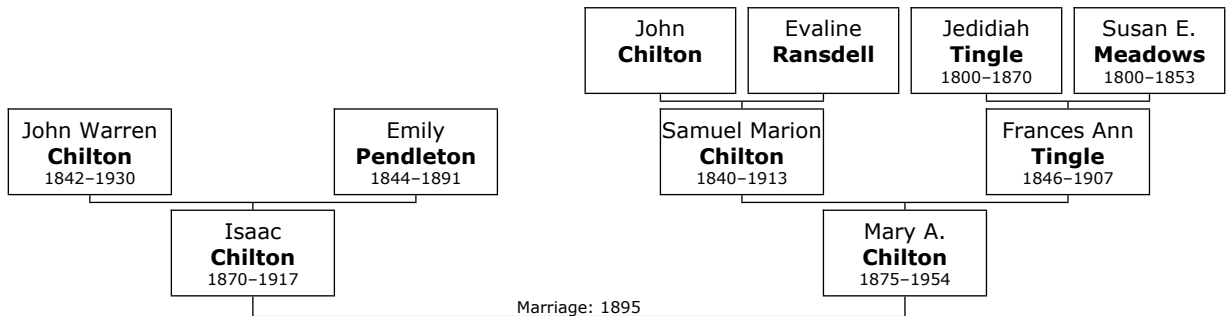 John
Chilton
Evaline
Ransdell
Jedidiah
Tingle
1800–1870
Susan E.
Meadows
1800–1853
John Warren
Chilton
1842–1930
Emily
Pendleton
1844–1891
Samuel Marion
Chilton
1840–1913
Frances Ann
Tingle
1846–1907
Isaac
Chilton
1870–1917
Mary A.
Chilton
1875–1954
Marriage: 1895